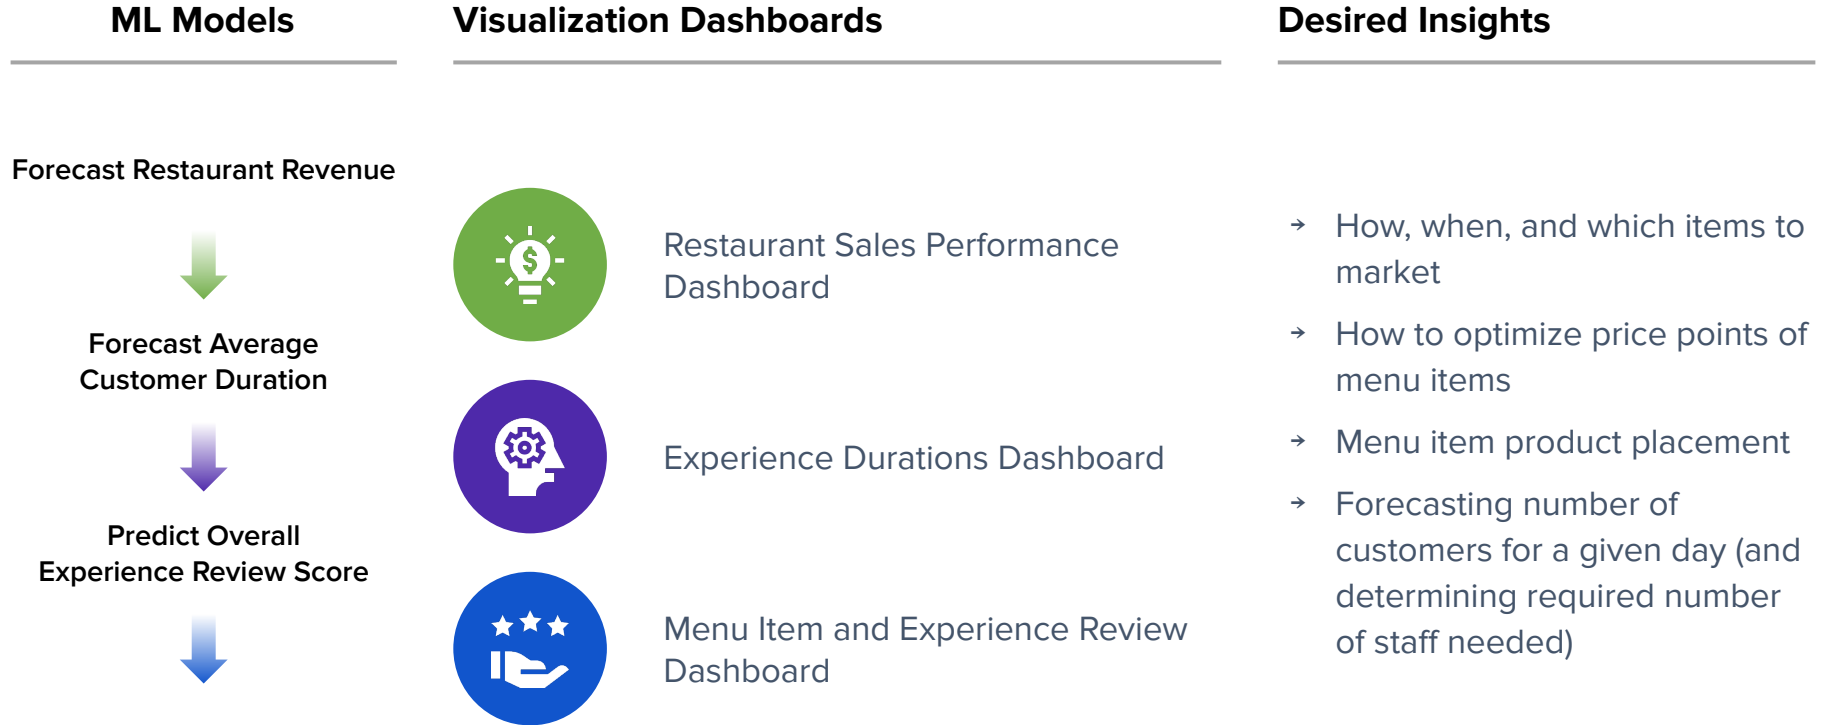 ML Models
Visualization Dashboards
Desired Insights
Forecast Restaurant Revenue
Forecast Average
Customer Duration
Predict Overall
Experience Review Score
$
Restaurant Sales Performance
Dashboard
Experience Durations Dashboard
Menu Item and Experience Review
Dashboard
→ How, when, and which items to
market
→ How to optimize price points of
menu items
→ Menu item product placement
→ Forecasting number of
customers for a given day (and
determining required number
of staff needed)